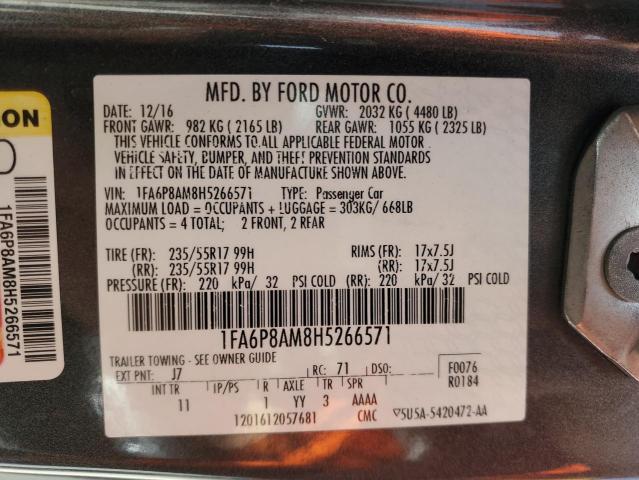 ON
1FA6P8AM8H5266571
MFD. BY FORD MOTOR CO.
DATE: 12/16 GVWR: 2032 KG ( 4480 LB)
FRONT GAWR: 982 KG ( 2165 LB) REAR GAWR: 1055 KG ( 2325 LB)
THIS VEHICLE CONFORMS TO ALL APPLICABLE FEDERAL MOTOR
VEHICLE SAFETY, BUMPER, AND THEFT PREVENTION STANDARDS
IN EFFECT ON THE DATE OF MANUFACTURE SHOWN ABOVE.
VIN: 1FA6P8AM8H5266571 TYPE: Passenger Car
MAXIMUM LOAD = OCCUPANTS + LUGGAGE = 303KG/ 668LB
OCCUPANTS = 4 TOTAL; 2 FRONT, 2 REAR
TIRE (FR): 235/55R17 99H RIMS (FR): 17x7.5J
(RR): 235/55R17 99H (RR): 17x7.5J
PRESSURE (FR): 220 kPa/ 32 PSI COLD (RR): 220 kPa/ 32 PSI COLD
1FA6P8AM8H5266571
TRAILER TOWING - SEE OWNER GUIDE
EXT PNT: J7 RC: 71 DSO: F0076
INT TR IP/PS R AXLE TR SPR R0184
11 1 YY 3 AAAA
1201612057681 CMC 5U5A-5420472-AA